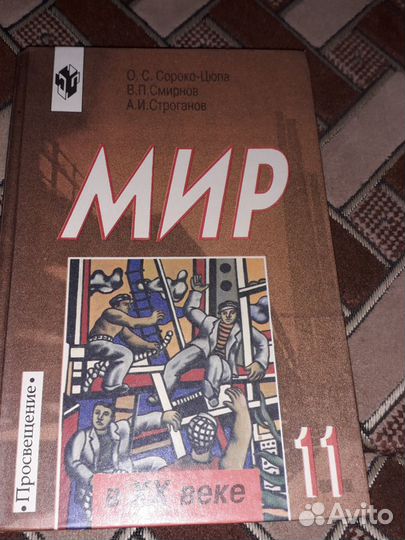 О. С. Сороко-Цюпа
В.П.Смирнов
А.И.Строганов
МИР
в XX веке
11
• Просвещение •
Avito